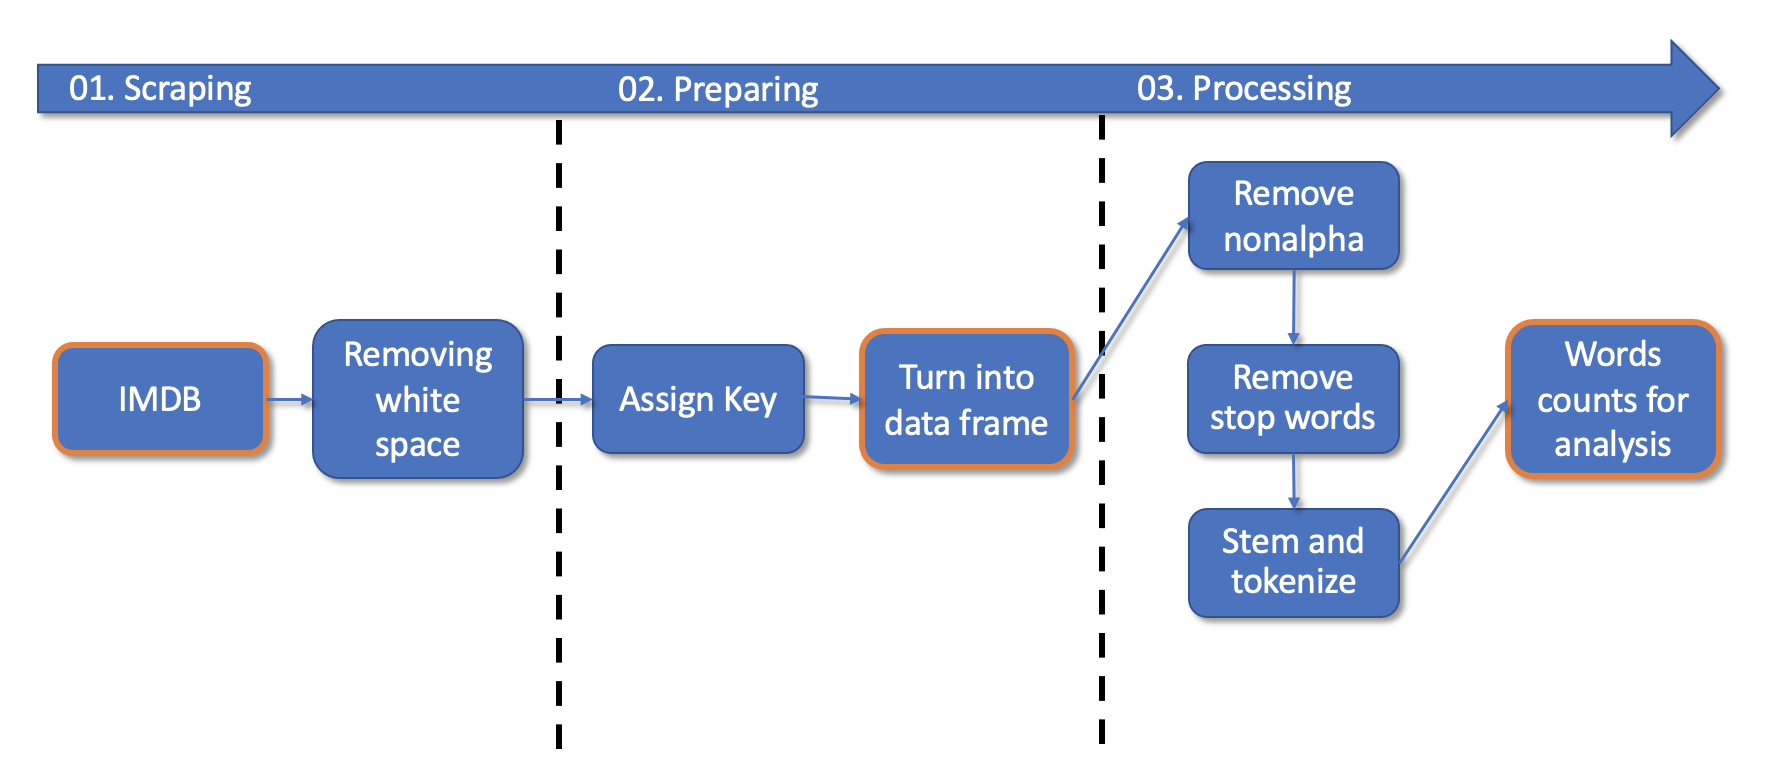 01. Scraping
02. Preparing
03. Processing
IMDB
Removing
white
space
Assign Key
Turn into
data frame
Remove
nonalpha
Remove
stop words
Stem and
tokenize
Words
counts for
analysis